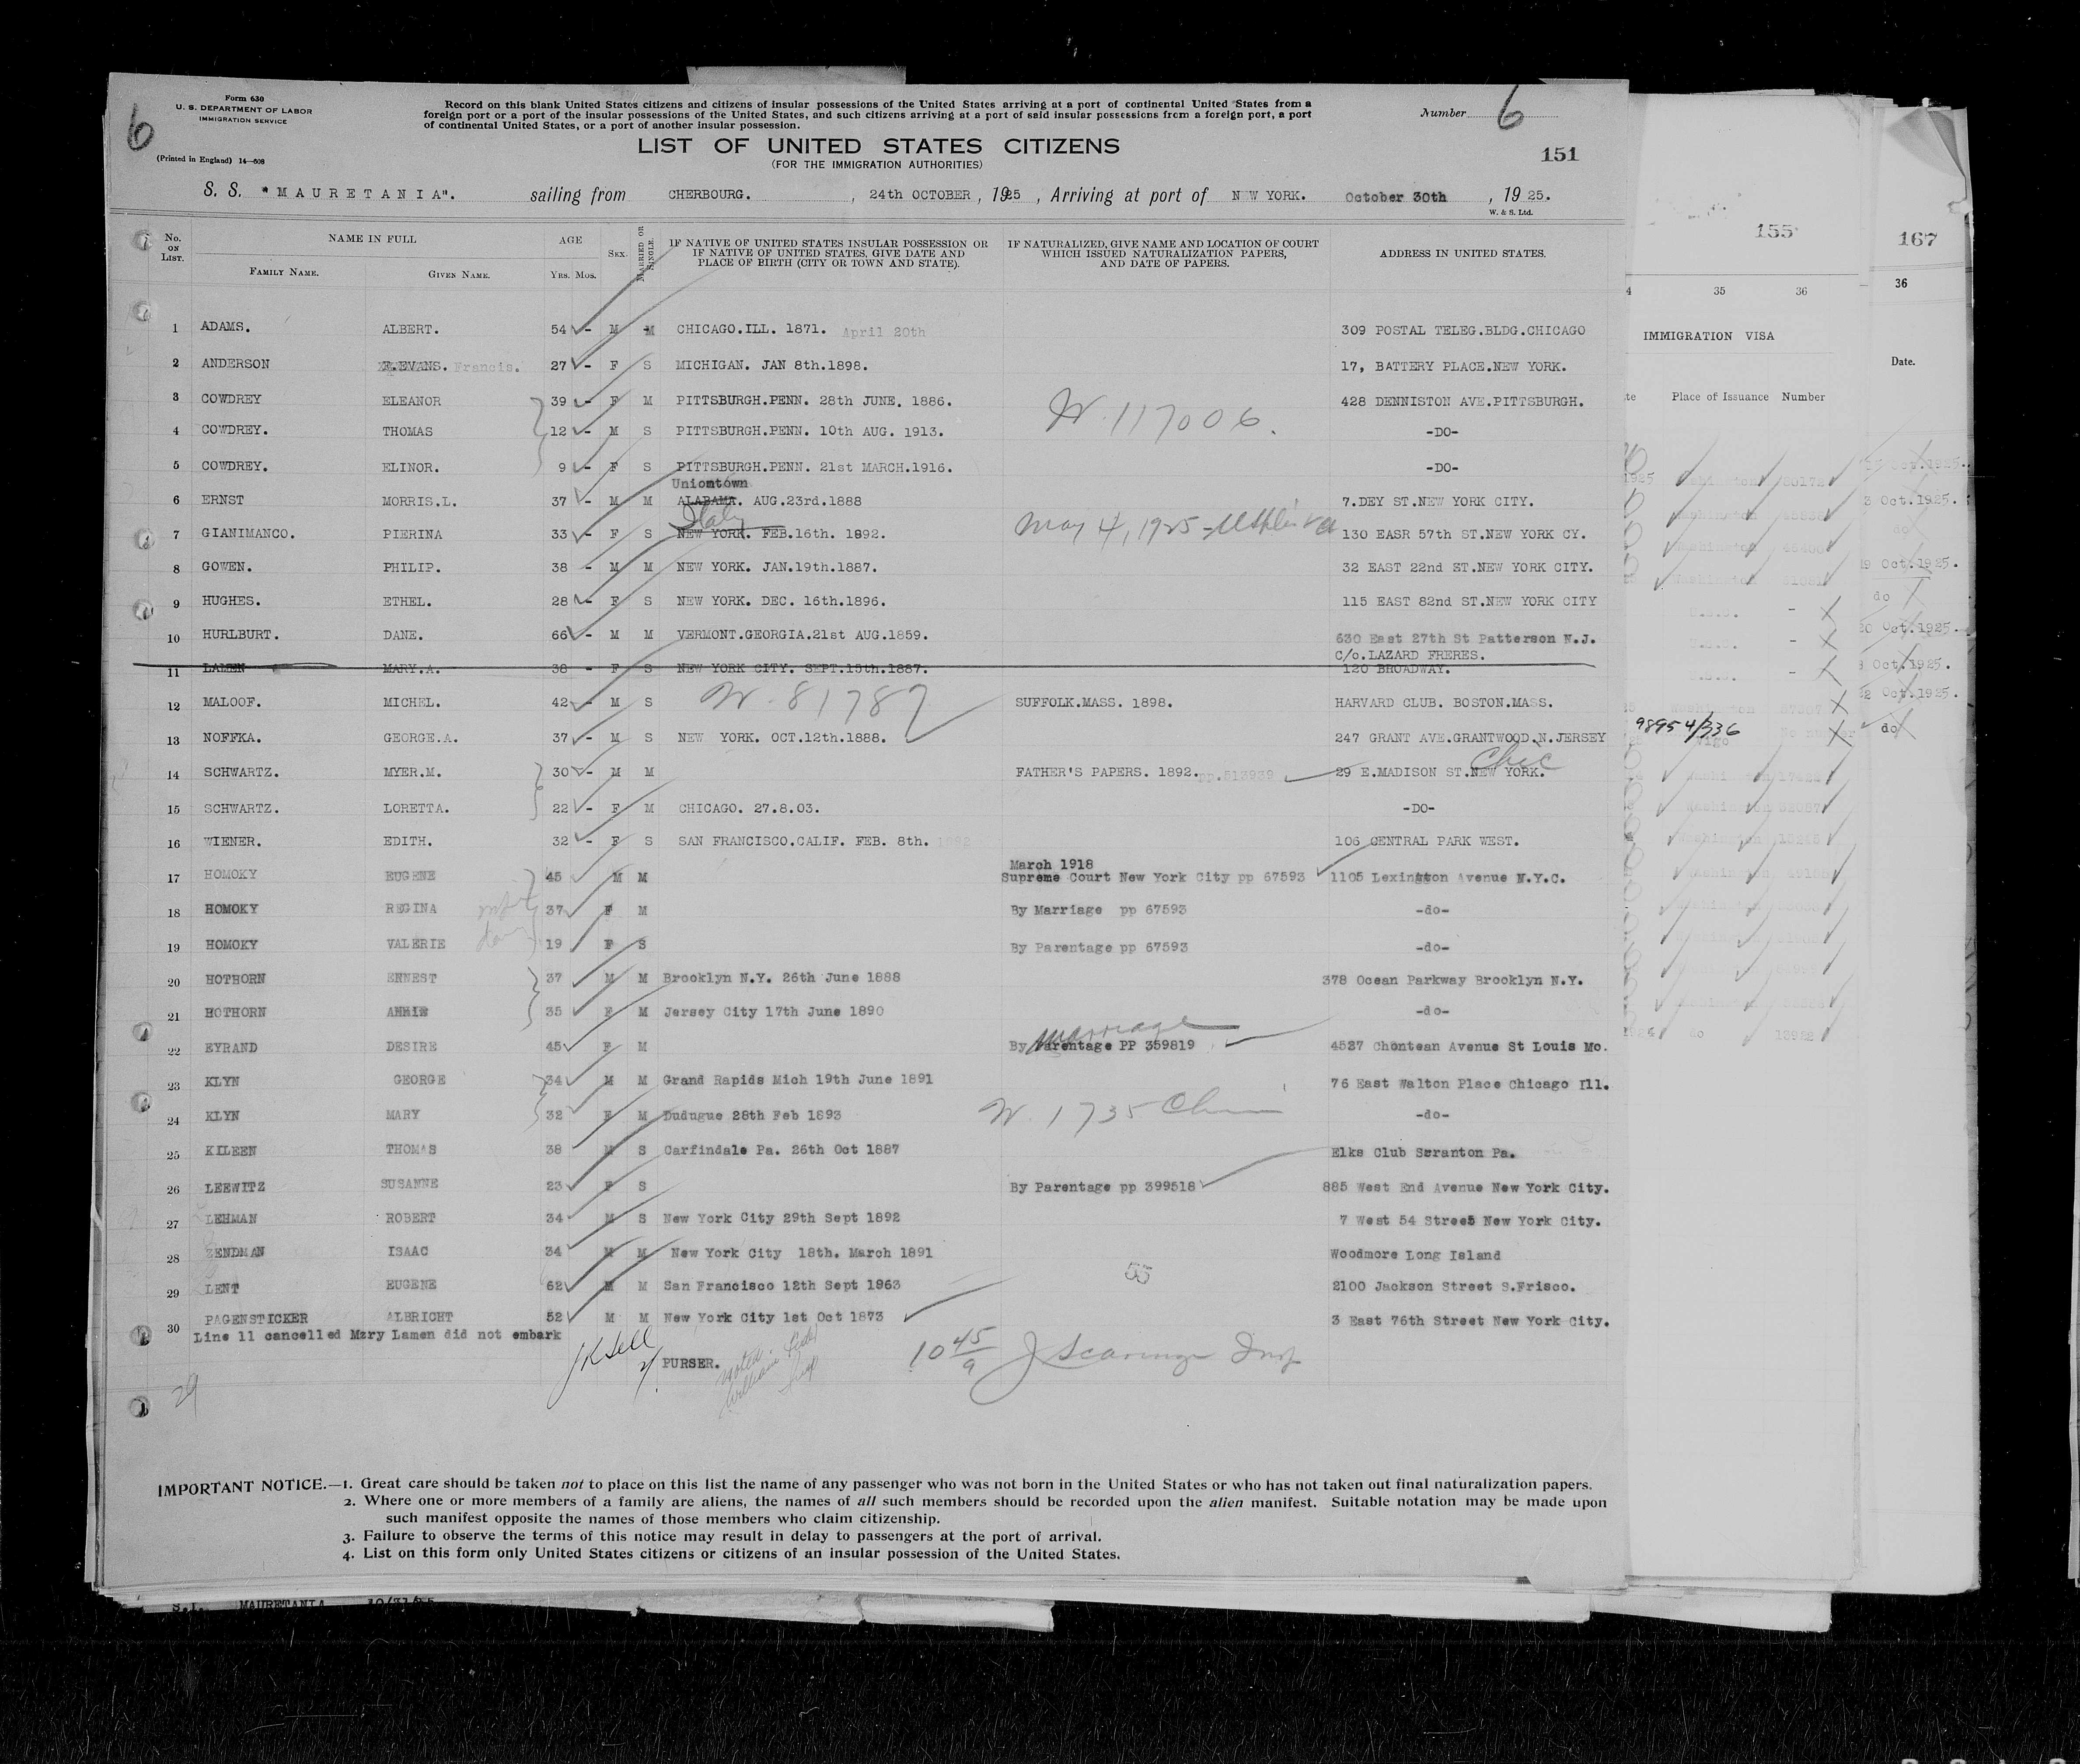 Form 630
U. S. DEPARTMENT OF LABOR
IMMIGRATION SERVICE
(Printed in England) 14—608
6
Record on this blank United States citizens and citizens of insular possessions of the United States arriving at a port of continental United States from a
foreign port or a port of the insular possessions of the United States, and such citizens arriving at a port of said insular possessions from a foreign port, a port
of continental United States, or a port of another insular possession.
Number 6
LIST OF UNITED STATES CITIZENS
(FOR THE IMMIGRATION AUTHORITIES)
151
S. S. "MAURETANIA". sailing from CHERBOURG. , 24th OCTOBER , 1925 , Arriving at port of NEW YORK. October 30th , 1925.
W. & S. Ltd.
No. ON LIST. NAME IN FULL FAMILY NAME. GIVEN NAME. AGE Yrs. Mos. SEX MARRIED OR SINGLE. IF NATIVE OF UNITED STATES INSULAR POSSESSION OR IF NATIVE OF UNITED STATES, GIVE DATE AND PLACE OF BIRTH (CITY OR TOWN AND STATE). IF NATURALIZED, GIVE NAME AND LOCATION OF COURT WHICH ISSUED NATURALIZATION PAPERS, AND DATE OF PAPERS. ADDRESS IN UNITED STATES.
1 ADAMS. ALBERT. 54 - M M CHICAGO.ILL. 1871. April 20th 309 POSTAL TELEG.BLDG.CHICAGO
2 ANDERSON F.EVANS. Francis. 27 - F S MICHIGAN. JAN 8th.1898. 17, BATTERY PLACE.NEW YORK.
3 COWDREY ELEANOR 39 - F M PITTSBURGH.PENN. 28th JUNE. 1886. 428 DENNISTON AVE.PITTSBURGH.
N. 117006.
4 COWDREY. THOMAS 12 - M S PITTSBURGH.PENN. 10th AUG. 1913. -DO-
5 COWDREY. ELINOR. 9 - F S PITTSBURGH.PENN. 21st MARCH.1916. -DO-
Uniontown
6 ERNST MORRIS.L. 37 - M M ALABAMA. AUG.23rd.1888 7.DEY ST.NEW YORK CITY.
Italy
7 GIANIMANCO. PIERINA 33 - F S NEW YORK. FEB.16th. 1892. May 4, 1925 - 130 EASR 57th ST.NEW YORK CY.
8 GOWEN. PHILIP. 38 - M M NEW YORK. JAN.19th.1887. 32 EAST 22nd ST.NEW YORK CITY.
9 HUGHES. ETHEL. 28 - F S NEW YORK. DEC. 16th.1896. 115 EAST 82nd ST.NEW YORK CITY
10 HURLBURT. DANE. 66 - M M VERMONT.GEORGIA.21st AUG.1859. 630 East 27th St Patterson N.J.
C/o.LAZARD FRERES.
11 LAMEN MARY.A. 38 - F S NEW YORK CITY. SEPT.15th.1887. 120 BROADWAY.
12 MALOOF. MICHEL. 42 - M S N. 81787 SUFFOLK.MASS. 1898. HARVARD CLUB. BOSTON.MASS.
13 NOFFKA. GEORGE.A. 37 - M S NEW YORK. OCT.12th.1888. 247 GRANT AVE.GRANTWOOD.N.JERSEY
Chic
14 SCHWARTZ. MYER.M. 30 - M M FATHER'S PAPERS. 1892. pp.513939 29 E.MADISON ST.NEW YORK.
15 SCHWARTZ. LORETTA. 22 - F M CHICAGO. 27.8.03. -DO-
16 WIENER. EDITH. 32 - F S SAN FRANCISCO.CALIF. FEB. 8th. 106 CENTRAL PARK WEST.
March 1918
17 HOMOKY EUGENE 45 M M Supreme Court New York City pp 67593 1105 Lexington Avenue N.Y.C.
18 HOMOKY REGINA 37 F M By Marriage pp 67593 -do-
19 HOMOKY VALERIE 19 F S By Parentage pp 67593 -do-
20 HOTHORN ERNEST 37 M M Brooklyn N.Y. 26th June 1888 378 Ocean Parkway Brooklyn N.Y.
21 HOTHORN ANNIE 35 F M Jersey City 17th June 1890 -do-
marriage
22 EYRAND DESIRE 45 F M By Parentage PP 359819 4527 Chontean Avenue St Louis Mo.
23 KLYN GEORGE 34 M M Grand Rapids Mich 19th June 1891 76 East Walton Place Chicago Ill.
24 KLYN MARY 32 F M Dudugue 28th Feb 1893 N. 1735 -do-
25 KILEEN THOMAS 38 M S Carfindale Pa. 26th Oct 1887 Elks Club Scranton Pa.
26 LEEWITZ SUSANNE 23 F S By Parentage pp 399518 885 West End Avenue New York City.
27 LEHMAN ROBERT 34 M S New York City 29th Sept 1892 7 West 54 Street New York City.
28 ZENDMAN ISAAC 34 M M New York City 18th. March 1891 Woodmore Long Island
55
29 LENT EUGENE 62 M M San Francisco 12th Sept 1963 2100 Jackson Street S.Frisco.
30 PAGENSTICKER ALBRICHT 52 M M New York City 1st Oct 1873 3 East 76th Street New York City.
Line 11 cancelled Mary Lamen did not embark
PURSER.
10 45/9
29
IMPORTANT NOTICE.—1. Great care should be taken not to place on this list the name of any passenger who was not born in the United States or who has not taken out final naturalization papers.
2. Where one or more members of a family are aliens, the names of all such members should be recorded upon the alien manifest. Suitable notation may be made upon
such manifest opposite the names of those members who claim citizenship.
3. Failure to observe the terms of this notice may result in delay to passengers at the port of arrival.
4. List on this form only United States citizens or citizens of an insular possession of the United States.
MAURETANIA
155
4 35 36
IMMIGRATION VISA
Place of Issuance Number
98954/336
167
36
Date.
3 Oct.1925.
do
9 Oct.1925.
do
20 Oct.1925.
Oct.1925.
22 Oct.1925.
do